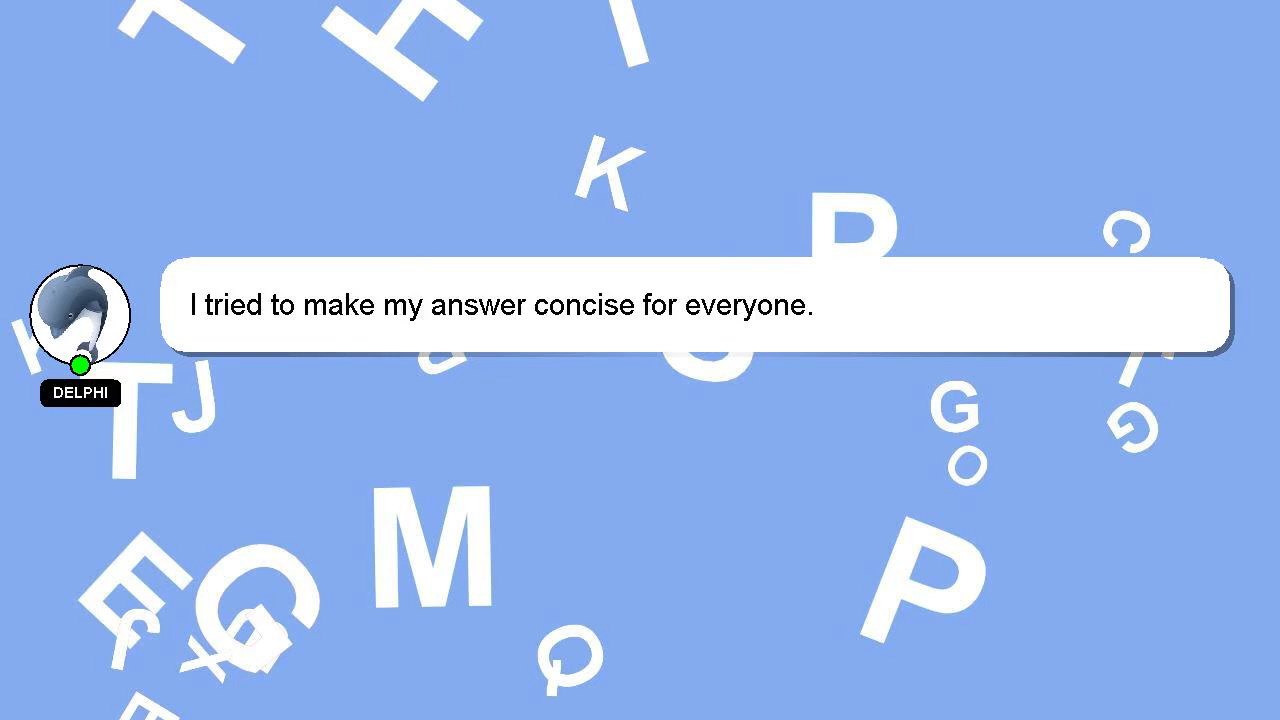 I tried to make my answer concise for everyone.
DELPHI
T
H
K
P
C
T
J
G
O
G
M
P
E
G
J
X
Q
E